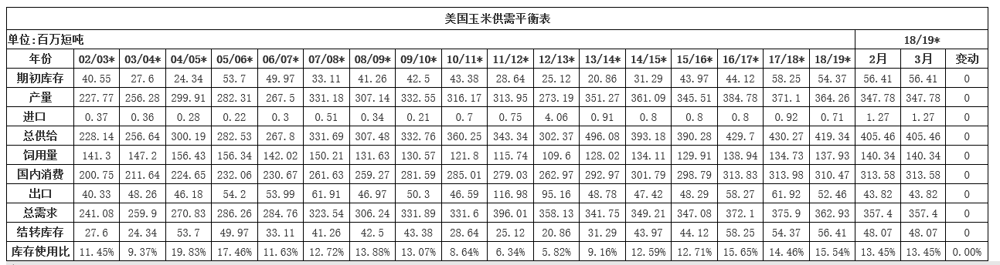 美国玉米供需平衡表
单位:百万短吨 18/19*
年份 02/03* 03/04* 04/05* 05/06* 06/07* 07/08* 08/09* 09/10* 10/11* 11/12* 12/13* 13/14* 14/15* 15/16* 16/17* 17/18* 18/19* 2月 3月 变动
期初库存 40.55 27.6 24.34 53.7 49.97 33.11 41.26 42.5 43.38 28.64 25.12 20.86 31.29 43.97 44.12 58.25 54.37 56.41 56.41 0
产量 227.77 256.28 299.91 282.31 267.5 331.18 307.14 332.55 316.17 313.95 273.19 351.27 361.09 345.51 384.78 371.1 364.26 347.78 347.78 0
进口 0.37 0.36 0.28 0.22 0.3 0.51 0.34 0.21 0.7 0.75 4.06 0.91 0.8 0.8 0.8 0.92 0.71 1.27 1.27 0
总供给 228.14 256.64 300.19 282.53 267.8 331.69 307.48 332.76 360.25 343.34 302.37 496.08 393.18 390.28 429.7 430.27 419.34 405.46 405.46 0
饲用量 141.3 147.2 156.43 156.34 142.02 150.21 131.63 130.57 121.8 115.74 109.6 128.02 134.11 129.91 138.94 134.73 137.93 140.34 140.34 0
国内消费 200.75 211.64 224.65 232.06 230.67 261.63 259.27 281.59 285.01 279.03 262.97 292.97 301.79 298.79 313.83 313.98 310.47 313.58 313.58 0
出口 40.33 48.26 46.18 54.2 53.99 61.91 46.97 50.3 46.59 116.98 95.16 48.78 47.42 48.29 58.27 61.92 52.46 43.82 43.82 0
总需求 241.08 259.9 270.83 286.26 284.76 323.54 306.24 331.89 331.6 396.01 358.13 341.75 349.21 347.08 372.1 375.9 362.93 357.4 357.4 0
结转库存 27.6 24.34 53.7 49.97 33.11 41.26 42.5 43.38 28.64 25.12 20.86 31.29 43.97 44.12 58.25 54.37 56.41 48.07 48.07 0
库存使用比 11.45% 9.37% 19.83% 17.46% 11.63% 12.72% 13.88% 13.07% 8.64% 6.34% 5.82% 9.16% 12.59% 12.71% 15.65% 14.46% 15.54% 13.45% 13.45% 0.00%